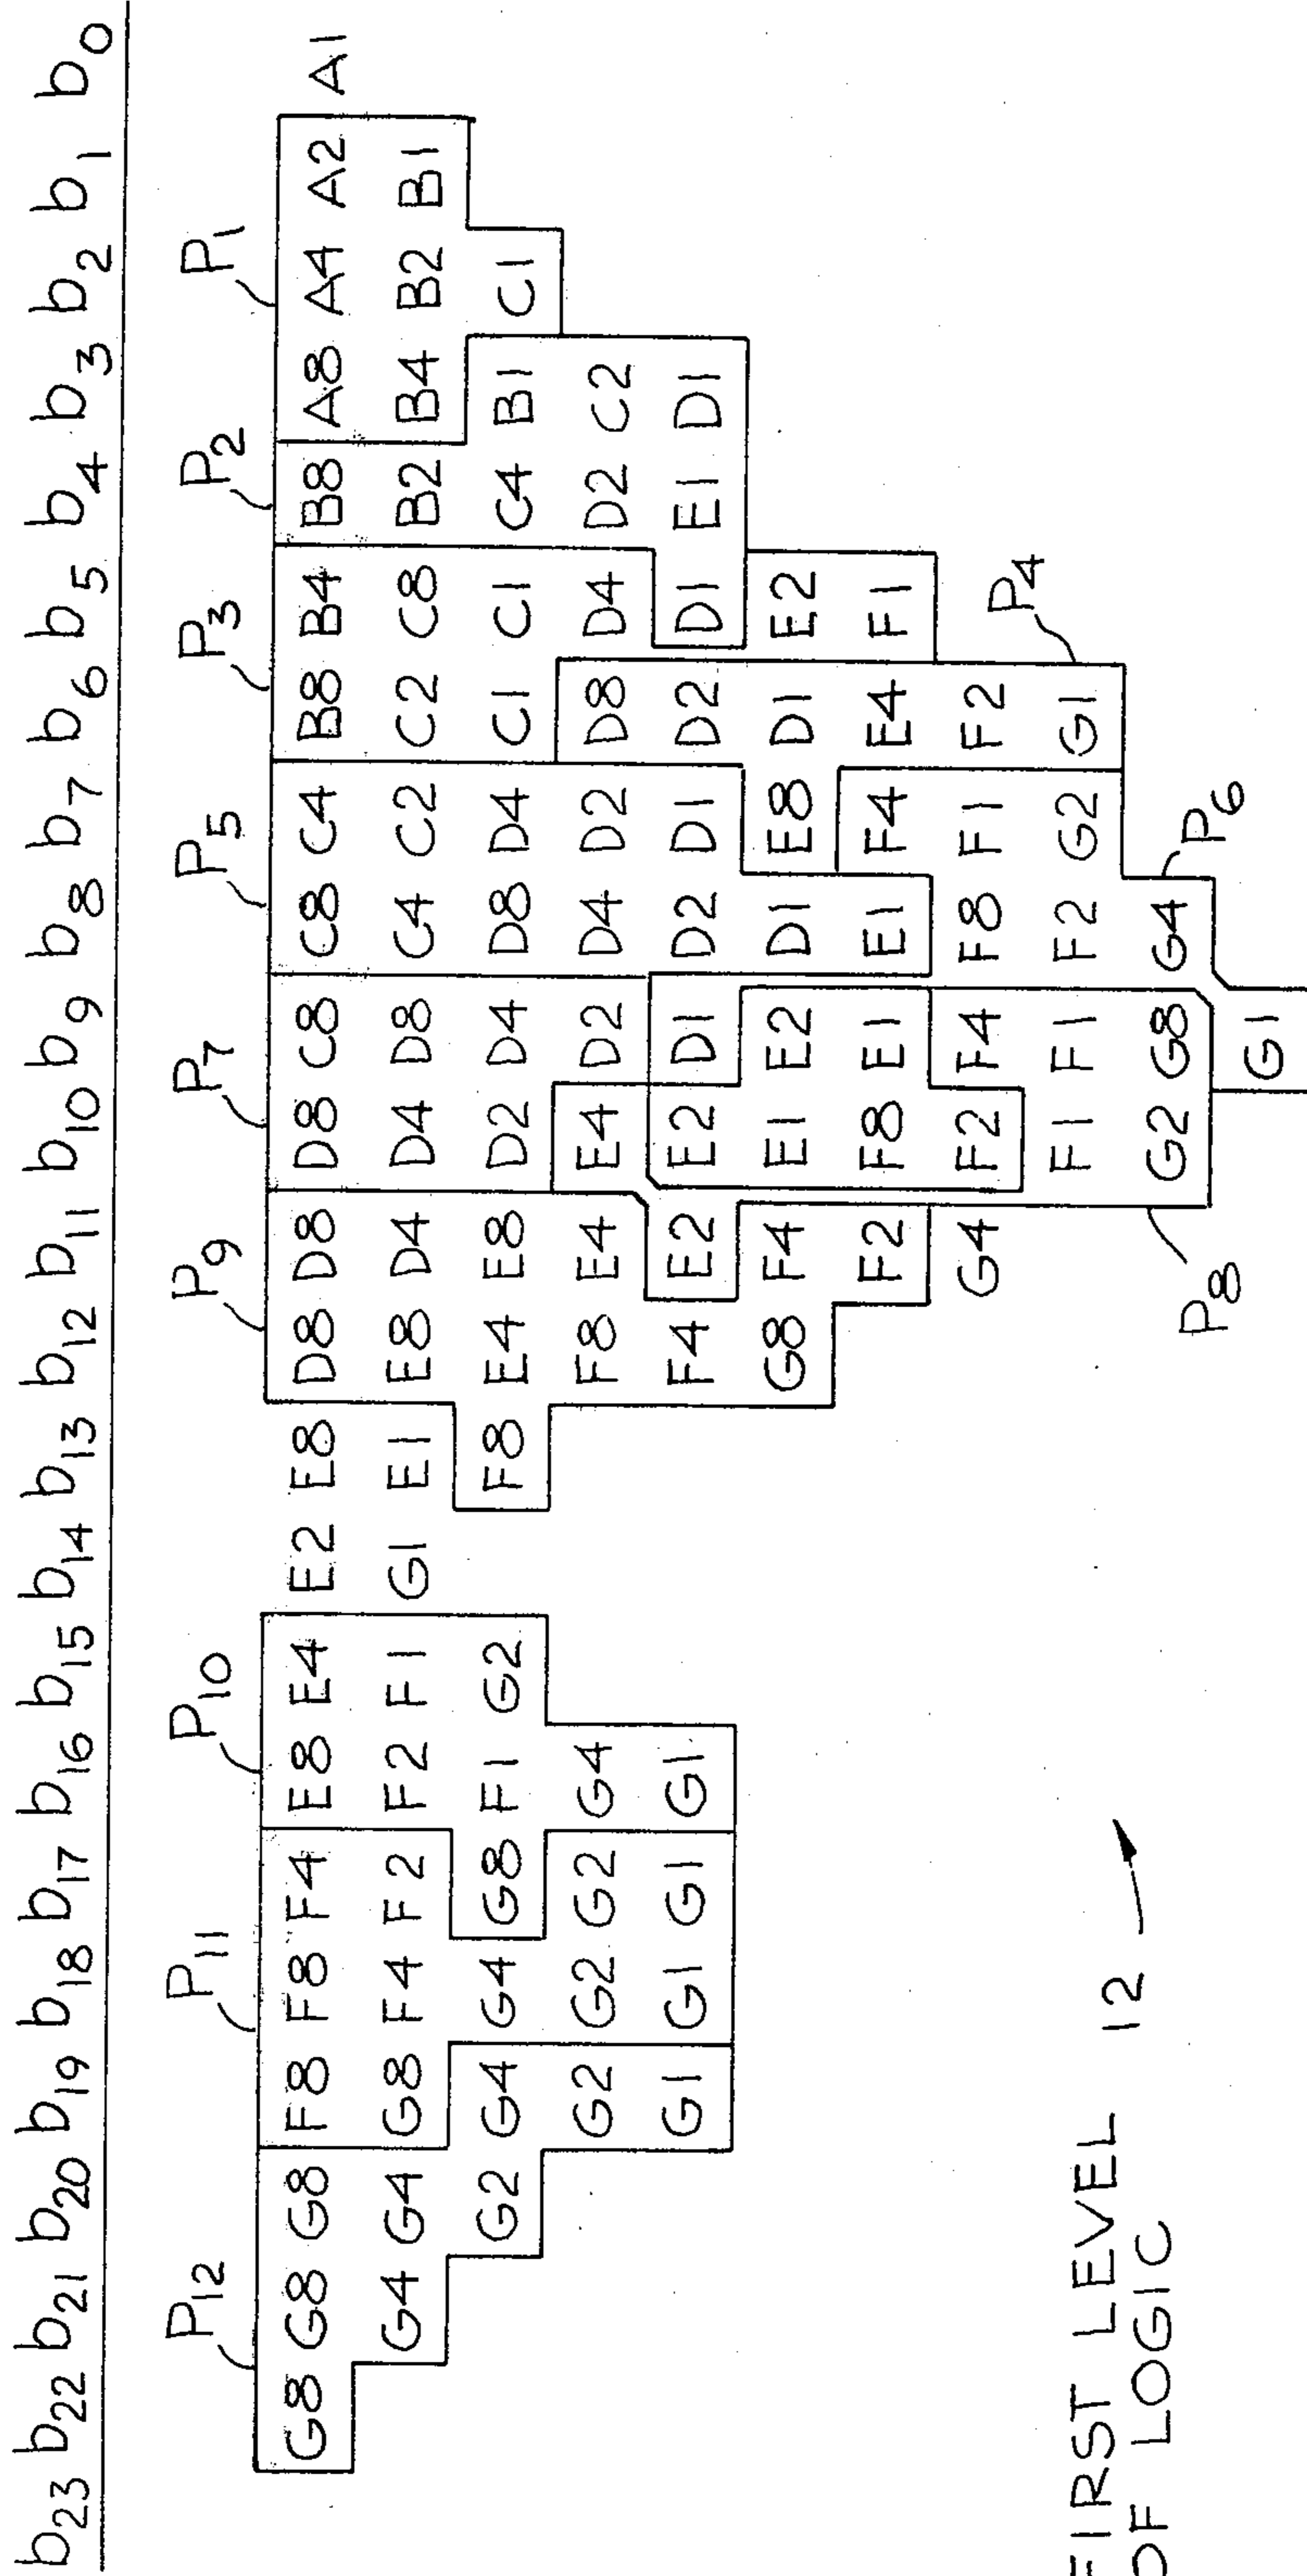 b23 b22 b21 b20 b19 b18 b17 b16 b15 b14 b13 b12 b11 b10 b9 b8 b7 b6 b5 b4 b3 b2 b1 b0
P12 P11 P10 P9 P7 P5 P3 P2 P1
G8 G8 G8 F8 F8 F4 E8 E4 E2 E8 D8 D8 D8 C8 C8 C4 B8 B4 B8 A8 A4 A2 A1
G4 G4 G8 F4 F2 F2 F1 G1 E1 E8 D4 D4 D8 C4 C2 C2 C8 B2 B4 B2 B1
G2 G4 G4 G8 F1 G2 F8 E4 E8 D2 D4 D8 D4 C1 C1 C4 B1 C1
G2 G2 G2 G4 F8 E4 E4 D2 D4 D2 D8 D4 D2 C2
G1 G1 G1 G1 F4 E2 E2 D1 D2 D1 D2 D1 E1 D1
G8 F4 E1 E2 D1 E8 D1 E2
F2 F8 E1 E1 F4 E4 F1
G4 F2 F4 F8 F1 F2
P4
F1 F1 F2 G2 G1
G2 G8 G4
P8 P6
G1
FIRST LEVEL 12
OF LOGIC